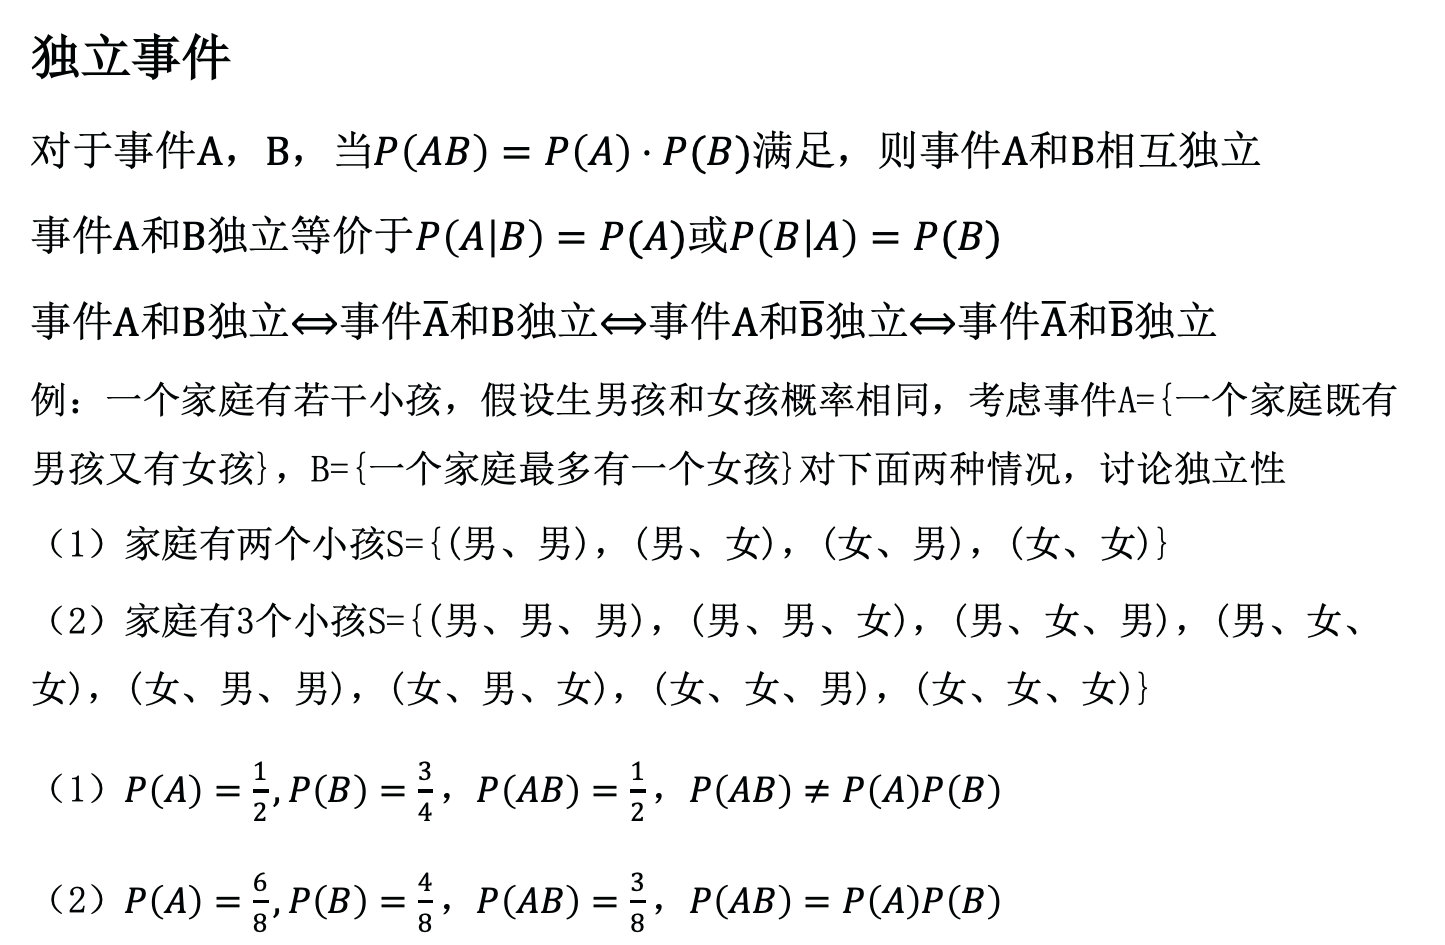 独立事件
对于事件A，B，当P(AB) = P(A) · P(B)满足，则事件A和B相互独立
事件A和B独立等价于P(A|B) = P(A)或P(B|A) = P(B)
事件A和B独立⇔事件A̅和B独立⇔事件A和B̅独立⇔事件A̅和B̅独立
例：一个家庭有若干小孩，假设生男孩和女孩概率相同，考虑事件A={一个家庭既有
男孩又有女孩}，B={一个家庭最多有一个女孩}对下面两种情况，讨论独立性
（1）家庭有两个小孩S={(男、男)，(男、女)，(女、男)，(女、女)}
（2）家庭有3个小孩S={(男、男、男)，(男、男、女)，(男、女、男)，(男、女、
女)，(女、男、男)，(女、男、女)，(女、女、男)，(女、女、女)}
（1）P(A) = 1/2, P(B) = 3/4，P(AB) = 1/2，P(AB) ≠ P(A)P(B)
（2）P(A) = 6/8, P(B) = 4/8，P(AB) = 3/8，P(AB) = P(A)P(B)